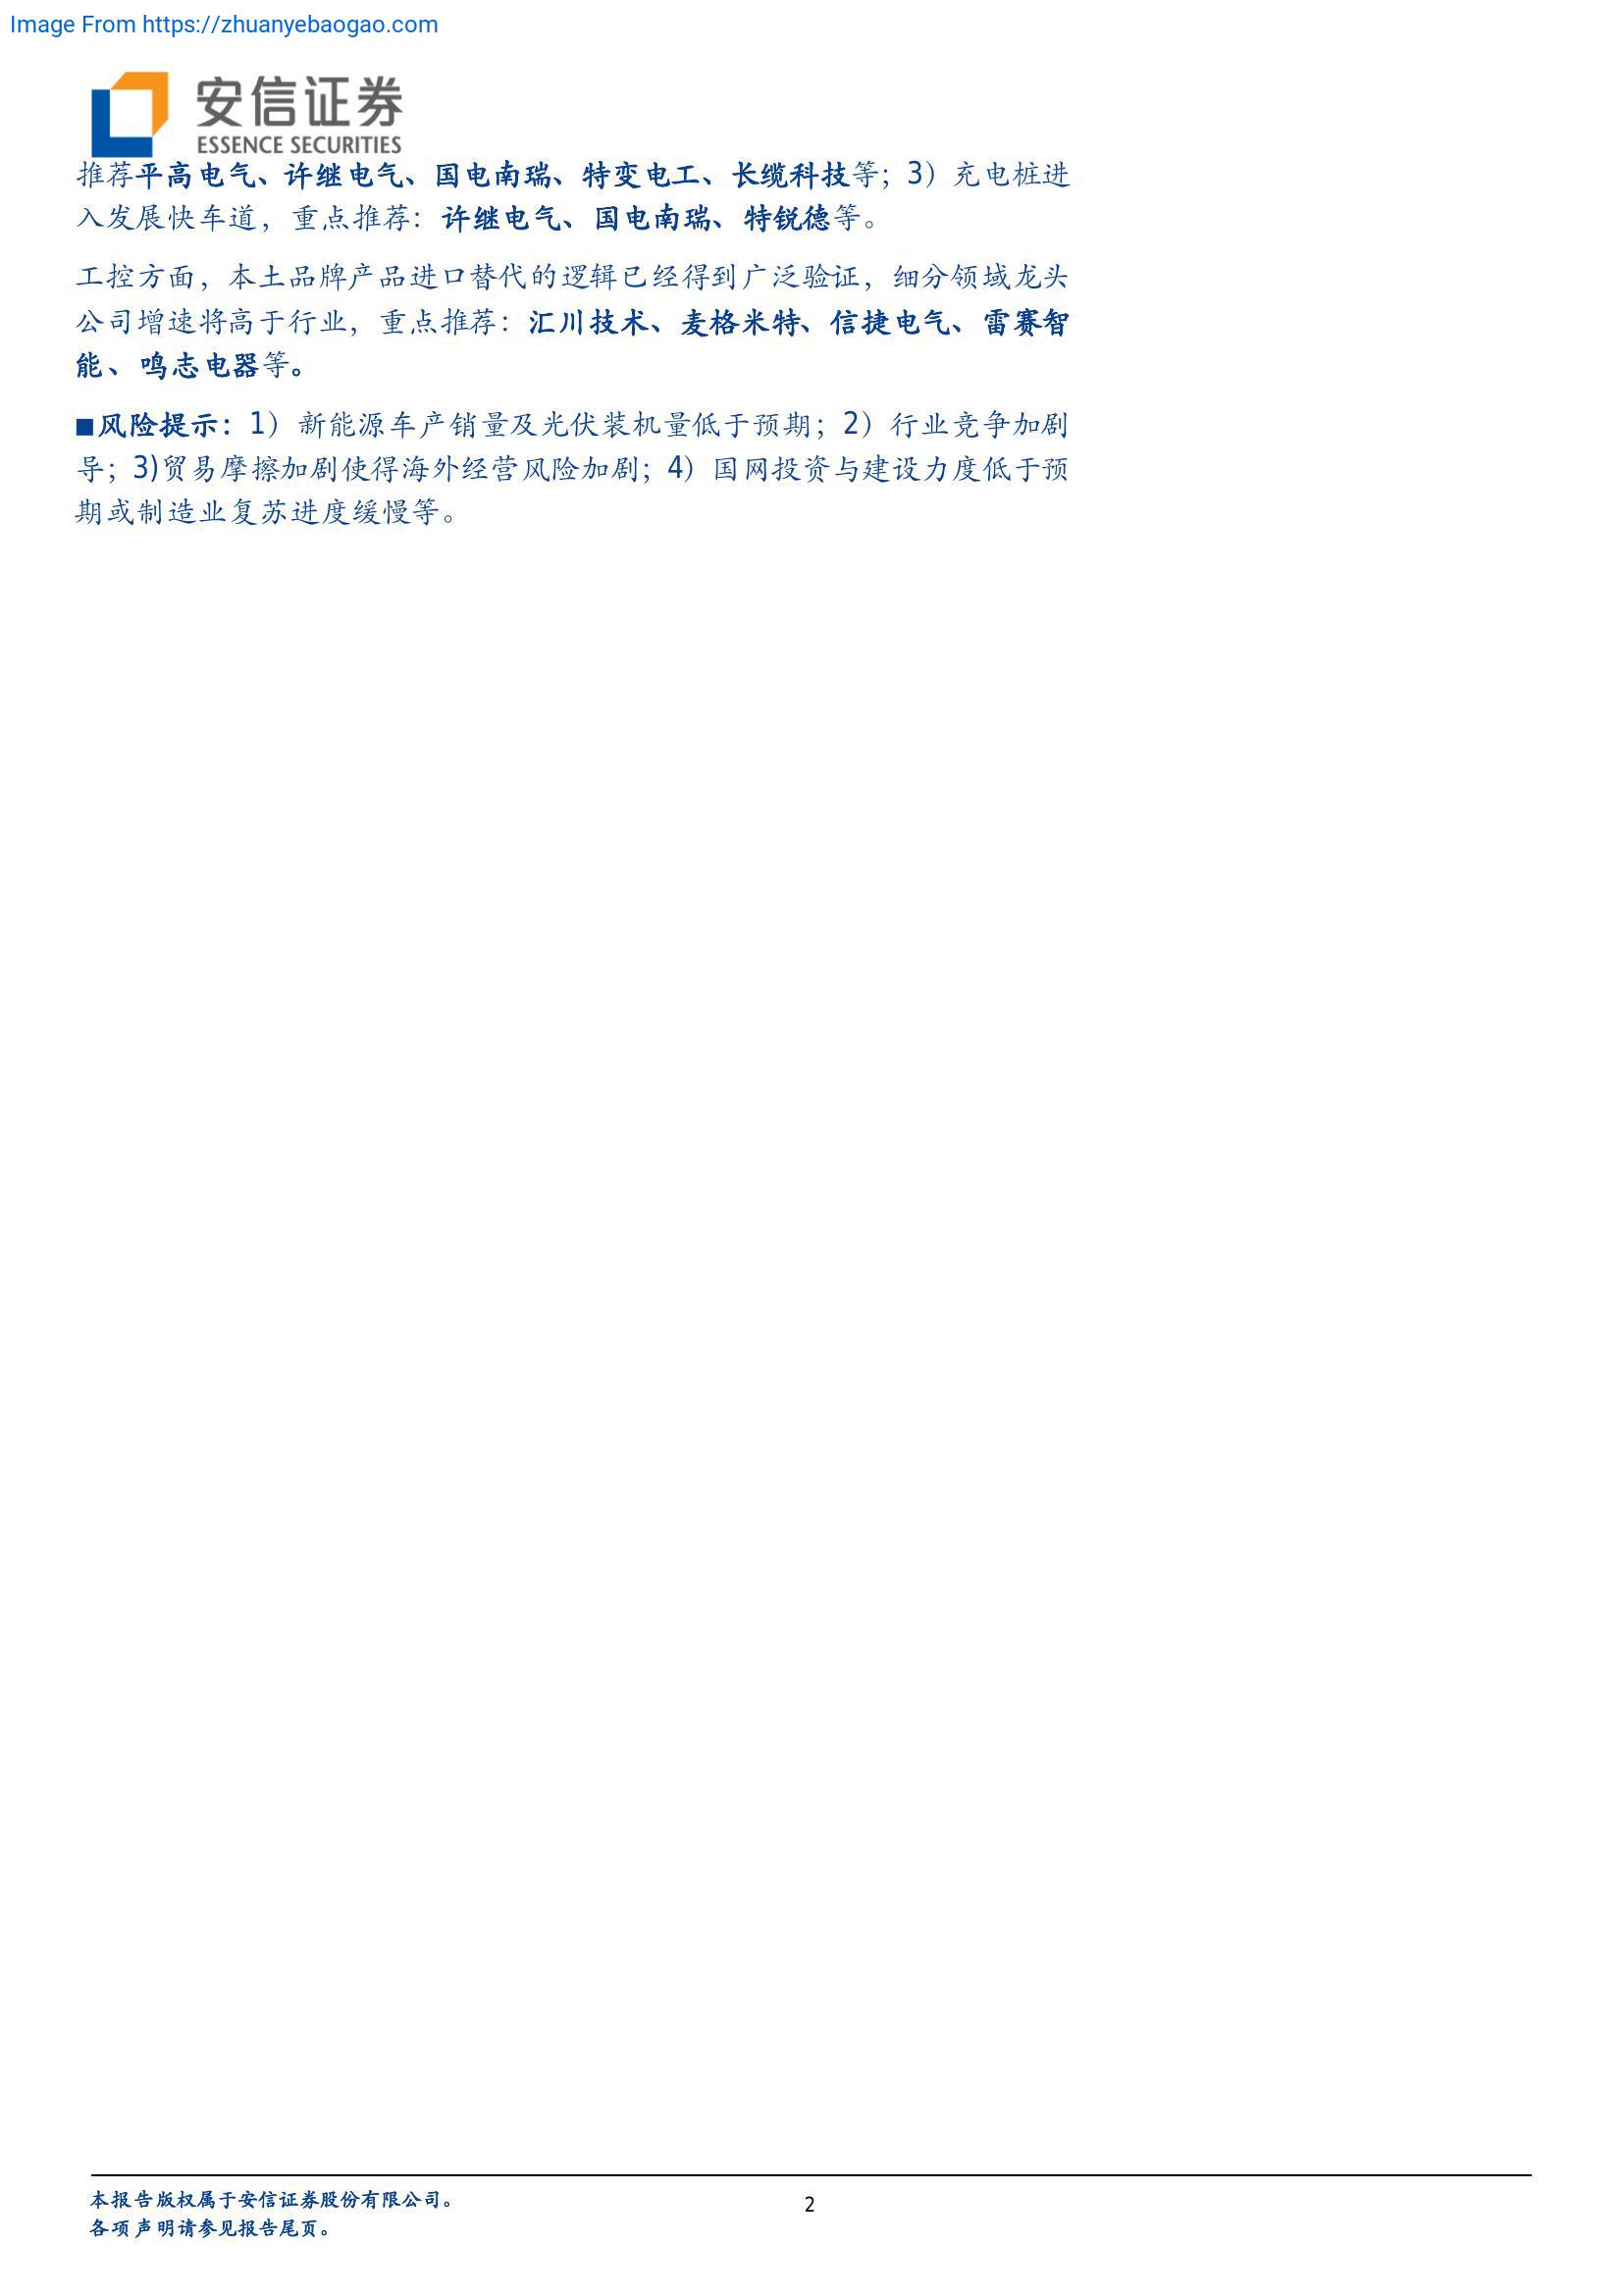 Image From https://zhuanyebaogao.com
安信证券
ESSENCE SECURITIES
推荐平高电气、许继电气、国电南瑞、特变电工、长缆科技等；3）充电桩进
入发展快车道，重点推荐：许继电气、国电南瑞、特锐德等。
工控方面，本土品牌产品进口替代的逻辑已经得到广泛验证，细分领域龙头
公司增速将高于行业，重点推荐：汇川技术、麦格米特、信捷电气、雷赛智
能、鸣志电器等。
■风险提示：1）新能源车产销量及光伏装机量低于预期；2）行业竞争加剧
导；3)贸易摩擦加剧使得海外经营风险加剧；4）国网投资与建设力度低于预
期或制造业复苏进度缓慢等。
本报告版权属于安信证券股份有限公司。
2
各项声明请参见报告尾页。